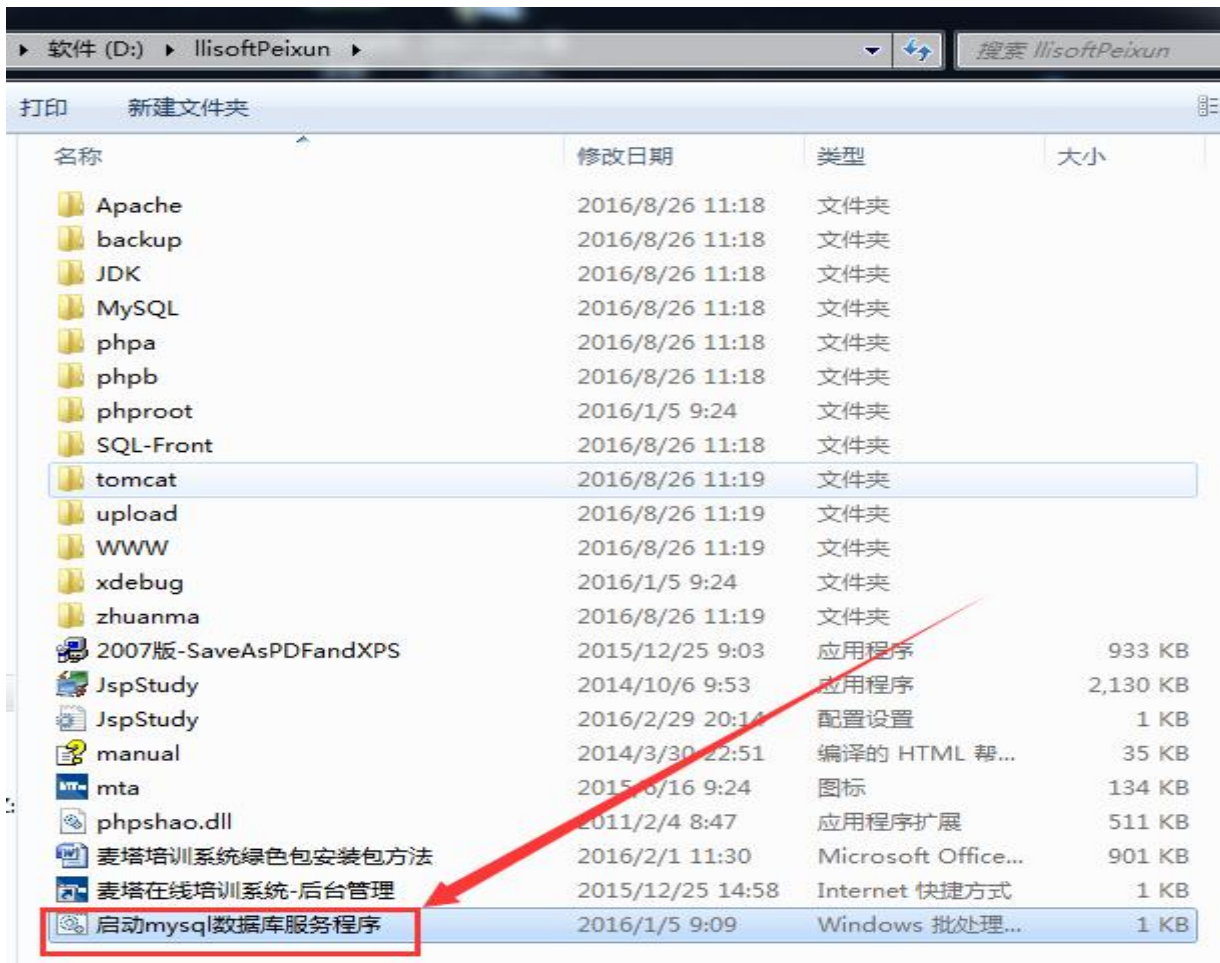 软件 (D:) llisoftPeixun 搜索 llisoftPeixun
打印 新建文件夹
名称 修改日期 类型 大小
Apache 2016/8/26 11:18 文件夹
backup 2016/8/26 11:18 文件夹
JDK 2016/8/26 11:18 文件夹
MySQL 2016/8/26 11:18 文件夹
phpa 2016/8/26 11:18 文件夹
phpb 2016/8/26 11:18 文件夹
phproot 2016/1/5 9:24 文件夹
SQL-Front 2016/8/26 11:18 文件夹
tomcat 2016/8/26 11:19 文件夹
upload 2016/8/26 11:19 文件夹
WWW 2016/8/26 11:19 文件夹
xdebug 2016/1/5 9:24 文件夹
zhuanma 2016/8/26 11:19 文件夹
2007版-SaveAsPDFandXPS 2015/12/25 9:03 应用程序 933 KB
JspStudy 2014/10/6 9:53 应用程序 2,130 KB
JspStudy 2016/2/29 20:14 配置设置 1 KB
manual 2014/3/30 22:51 编译的 HTML 帮... 35 KB
mta 2015/6/16 9:24 图标 134 KB
phpshao.dll 2011/2/4 8:47 应用程序扩展 511 KB
麦塔培训系统绿色包安装包方法 2016/2/1 11:30 Microsoft Office... 901 KB
麦塔在线培训系统-后台管理 2015/12/25 14:58 Internet 快捷方式 1 KB
启动mysql数据库服务程序 2016/1/5 9:09 Windows 批处理... 1 KB